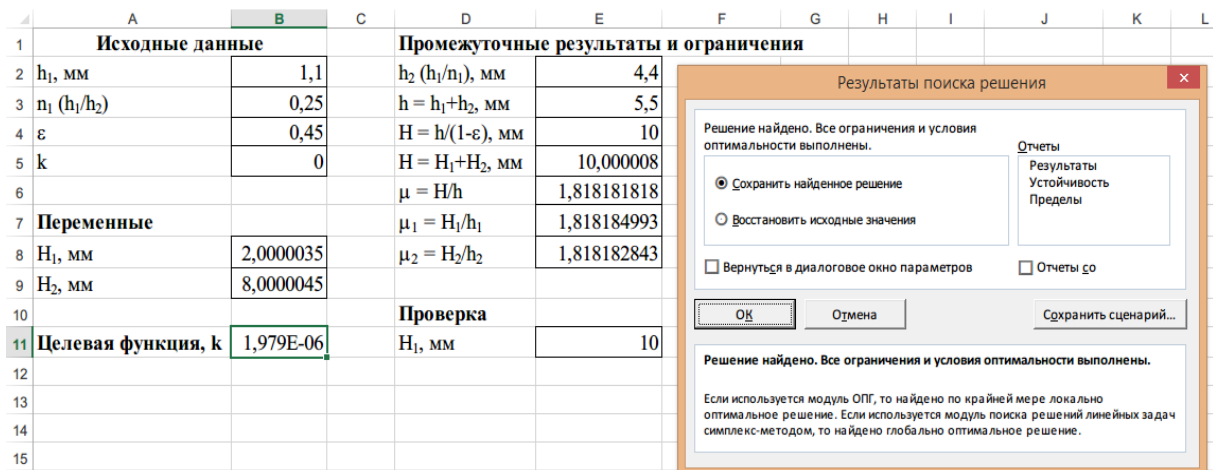 A B C D E F G H I J K L
1 Исходные данные Промежуточные результаты и ограничения
2 h₁, мм 1,1 h₂ (h₁/n₁), мм 4,4
3 n₁ (h₁/h₂) 0,25 h = h₁+h₂, мм 5,5
4 ε 0,45 H = h/(1-ε), мм 10
5 k 0 H = H₁+H₂, мм 10,000008
6 μ = H/h 1,818181818
7 Переменные μ₁ = H₁/h₁ 1,818184993
8 H₁, мм 2,0000035 μ₂ = H₂/h₂ 1,818182843
9 H₂, мм 8,0000045
10 Проверка
11 Целевая функция, k 1,979E-06 H₁, мм 10
12
13
14
15
Результаты поиска решения
Решение найдено. Все ограничения и условия
оптимальности выполнены.
Отчеты
Результаты
Устойчивость
Пределы
Сохранить найденное решение
Восстановить исходные значения
Вернуться в диалоговое окно параметров
Отчеты со
ОК Отмена Сохранить сценарий...
Решение найдено. Все ограничения и условия оптимальности выполнены.
Если используется модуль ОПГ, то найдено по крайней мере локально
оптимальное решение. Если используется модуль поиска решений линейных задач
симплекс-методом, то найдено глобально оптимальное решение.